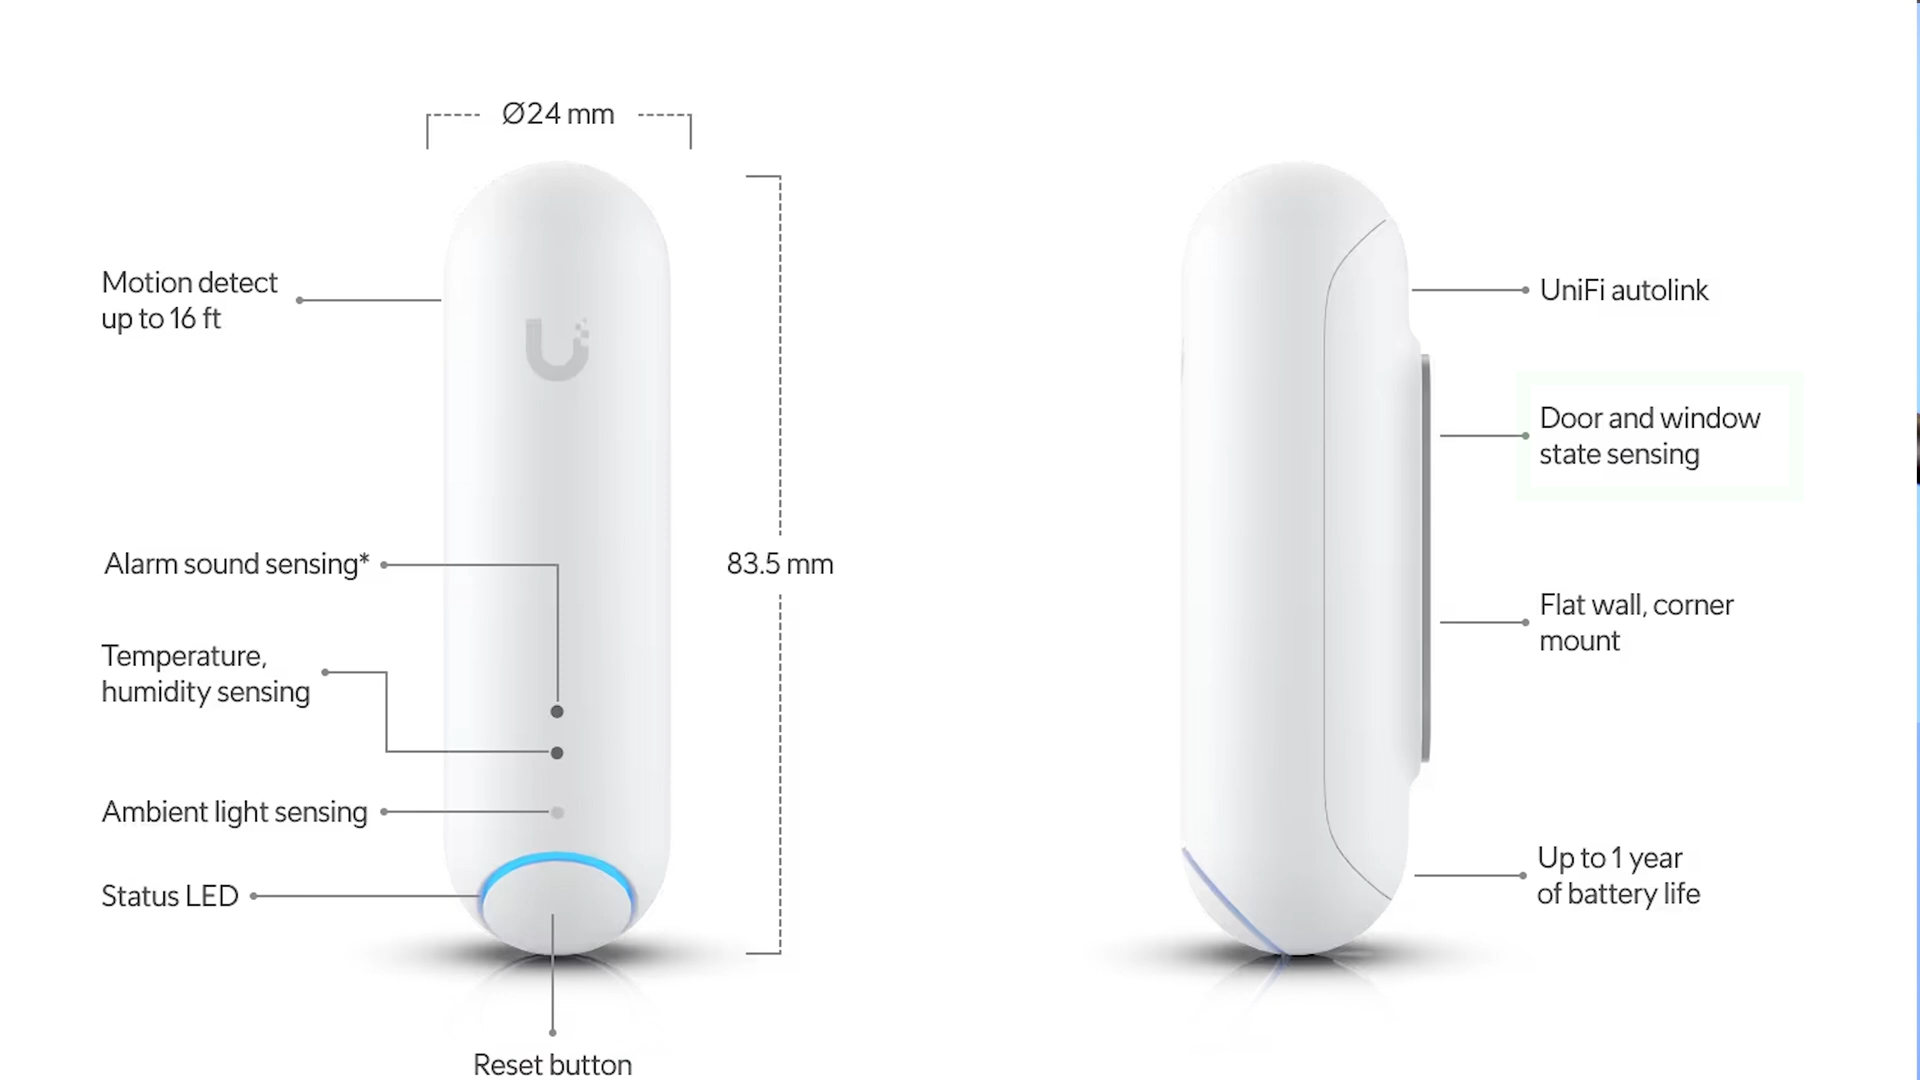 Ø24 mm
Motion detect
up to 16 ft
Alarm sound sensing*
83.5 mm
Temperature,
humidity sensing
Ambient light sensing
Status LED
Reset button
UniFi autolink
Door and window
state sensing
Flat wall, corner
mount
Up to 1 year
of battery life